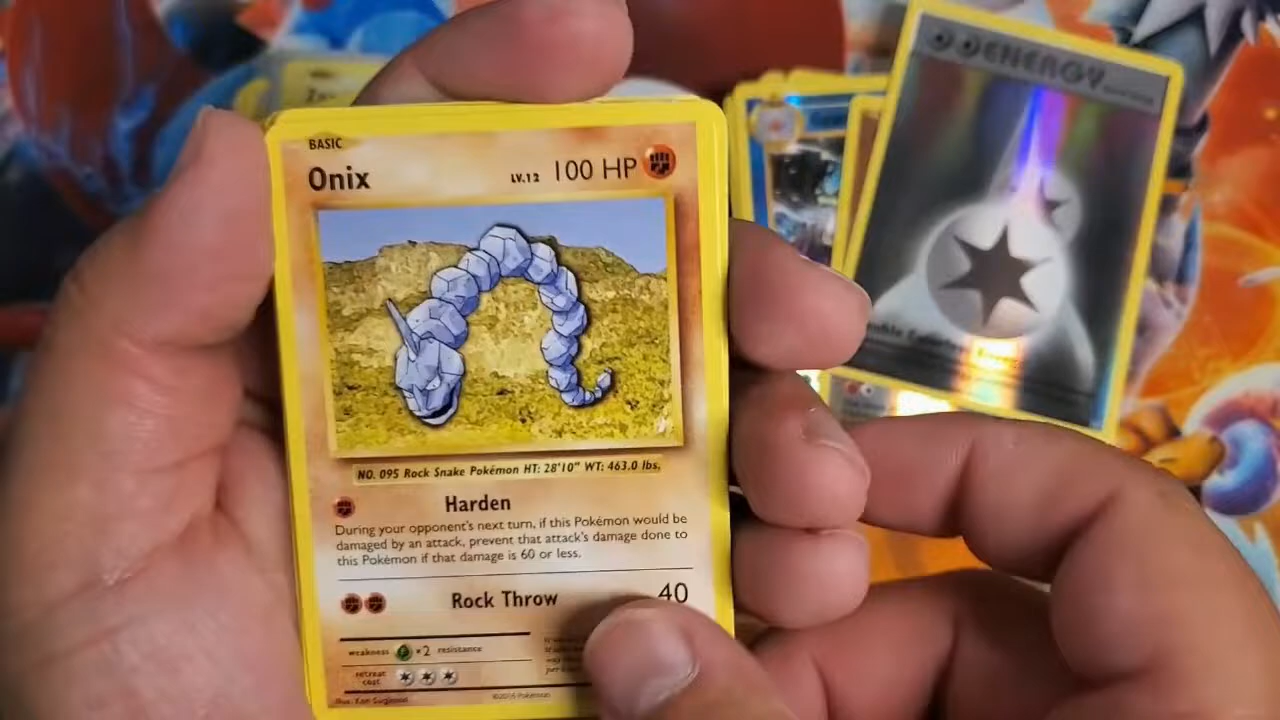 BASIC
Onix LV.12 100 HP
NO. 095 Rock Snake Pokémon HT: 28'10" WT: 463.0 lbs.
Harden
During your opponent's next turn, if this Pokémon would be
damaged by an attack, prevent that attack's damage done to
this Pokémon if that damage is 60 or less.
Rock Throw 40
weakness ×2 resistance
retreat
cost
Illus. Ken Sugimori ©2016 Pokémon
ENERGY